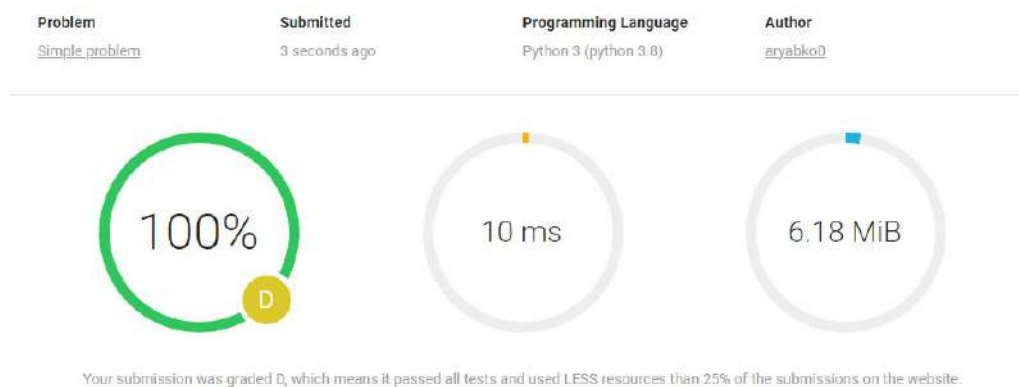 Problem Submitted Programming Language Author
Simple problem 3 seconds ago Python 3 (python 3.8) aryabko0
100% 10 ms 6.18 MiB
D
Your submission was graded D, which means it passed all tests and used LESS resources than 25% of the submissions on the website.